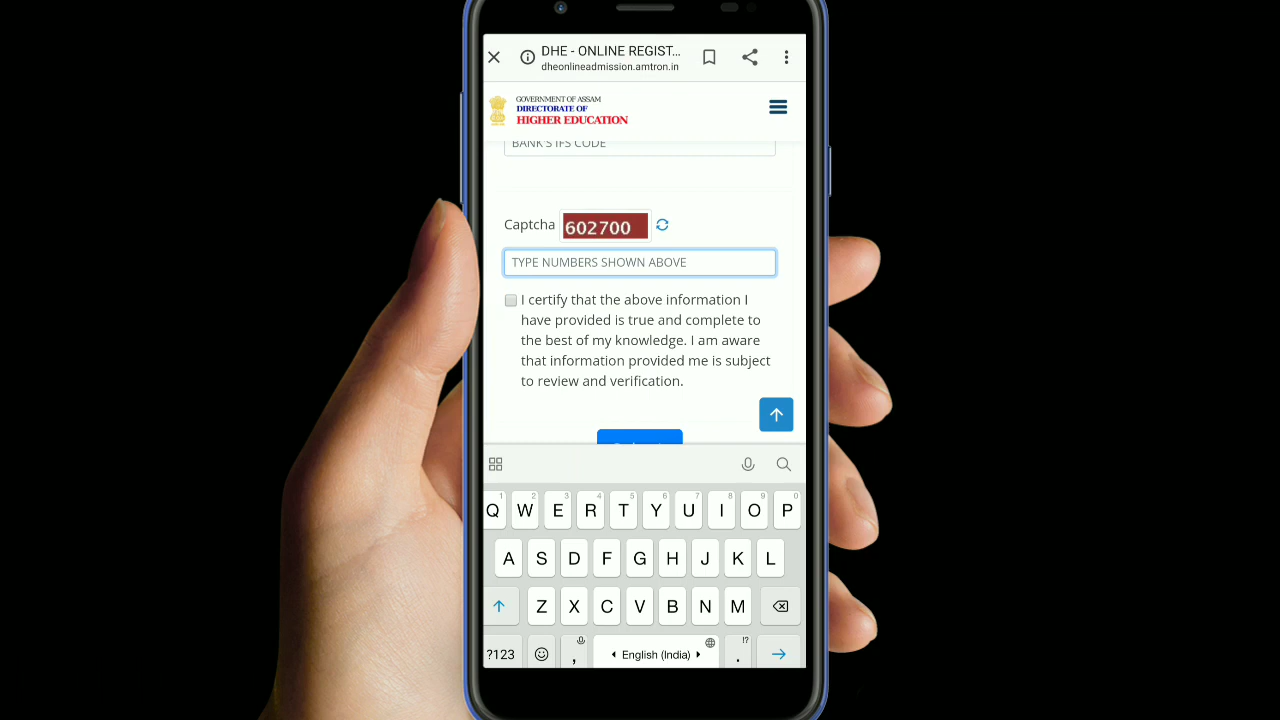 DHE - ONLINE REGIST...
dheonlineadmission.amtron.in
GOVERNMENT OF ASSAM
DIRECTORATE OF
HIGHER EDUCATION
BANK'S IFS CODE
Captcha 602700
TYPE NUMBERS SHOWN ABOVE
I certify that the above information I
have provided is true and complete to
the best of my knowledge. I am aware
that information provided me is subject
to review and verification.
1 2 3 4 5 6 7 8 9 0
Q W E R T Y U I O P
A S D F G H J K L
Z X C V B N M
!?
?123 , English (India) .